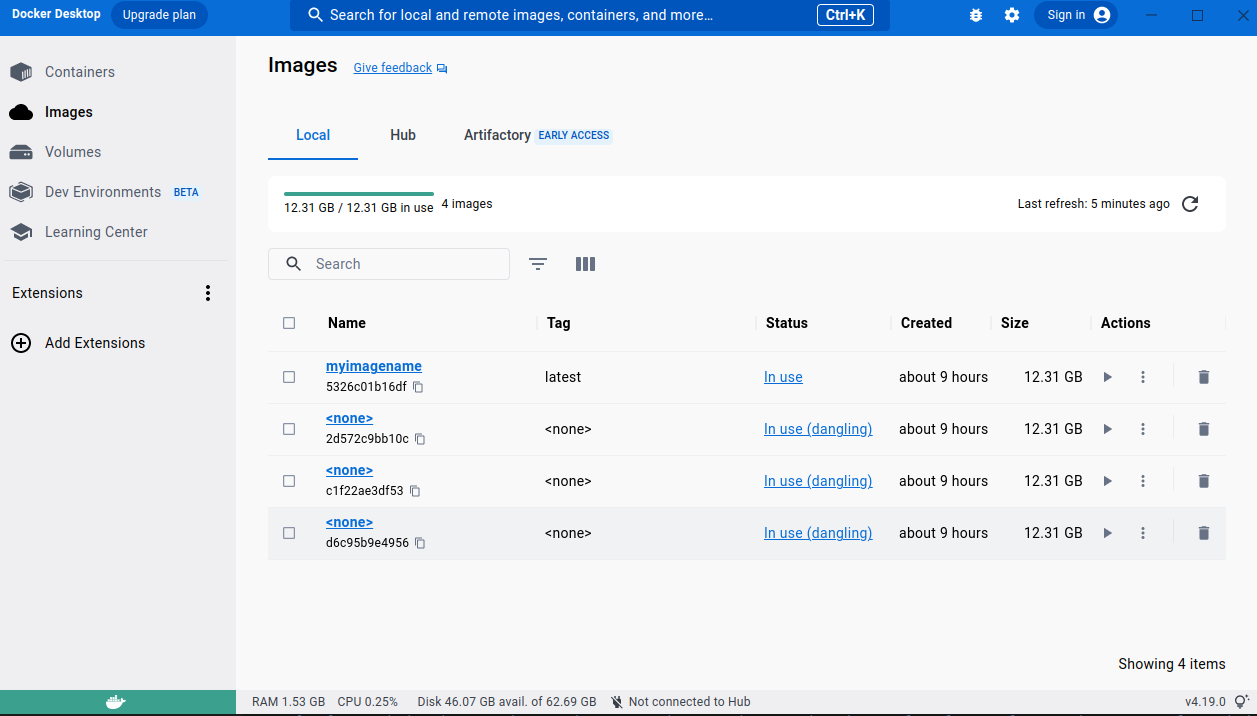 Docker Desktop Upgrade plan Search for local and remote images, containers, and more... Ctrl+K Sign in
Containers
Images
Volumes
Dev Environments BETA
Learning Center
Extensions
Add Extensions
Images Give feedback
Local Hub Artifactory EARLY ACCESS
12.31 GB / 12.31 GB in use 4 images Last refresh: 5 minutes ago
Search
Name Tag Status Created Size Actions
myimagename
5326c01b16df latest In use about 9 hours 12.31 GB
<none>
2d572c9bb10c <none> In use (dangling) about 9 hours 12.31 GB
<none>
c1f22ae3df53 <none> In use (dangling) about 9 hours 12.31 GB
<none>
d6c95b9e4956 <none> In use (dangling) about 9 hours 12.31 GB
Showing 4 items
RAM 1.53 GB CPU 0.25% Disk 46.07 GB avail. of 62.69 GB Not connected to Hub v4.19.0